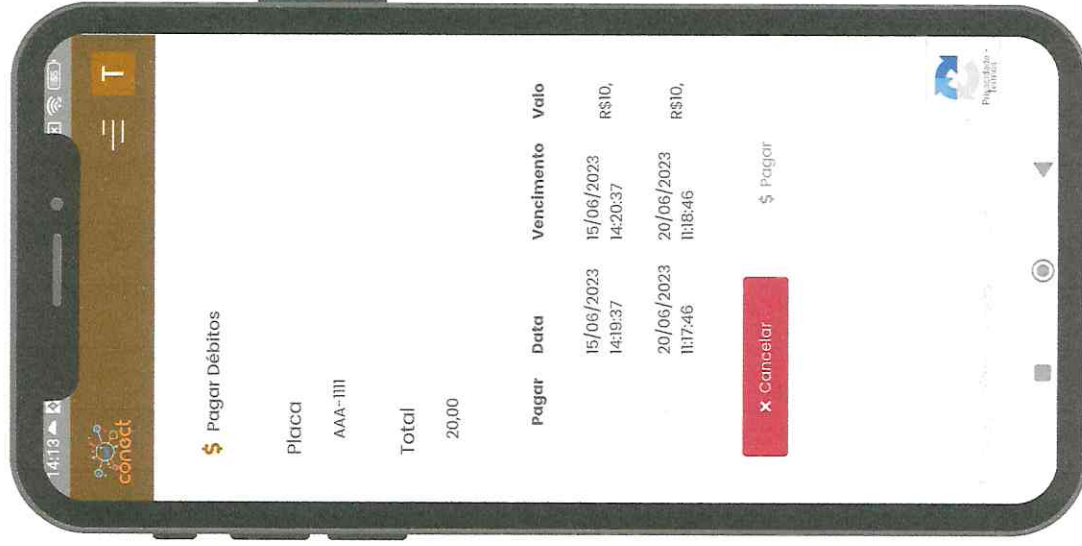 14:13
conect
T
$ Pagar Débitos
Placa
AAA-1111
Total
20,00
Pagar Data Vencimento Valo
15/06/2023 15/06/2023 R$10,
14:19:37 14:20:37
20/06/2023 20/06/2023 R$10,
11:17:46 11:18:46
× Cancelar $ Pagar
Privacidade -
Termos